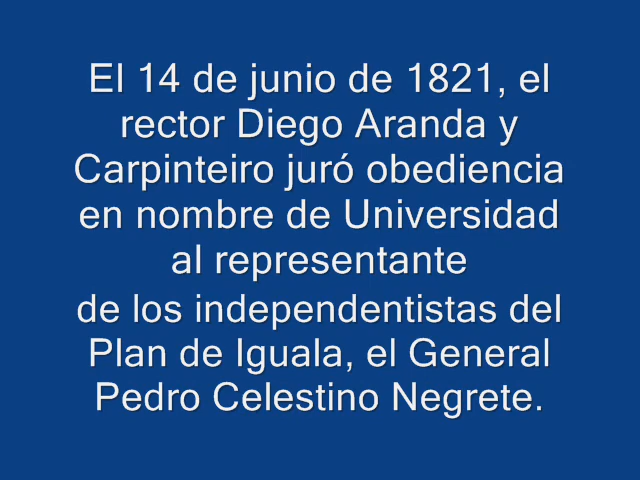 El 14 de junio de 1821, el
rector Diego Aranda y
Carpinteiro juró obediencia
en nombre de Universidad
al representante
de los independentistas del
Plan de Iguala, el General
Pedro Celestino Negrete.